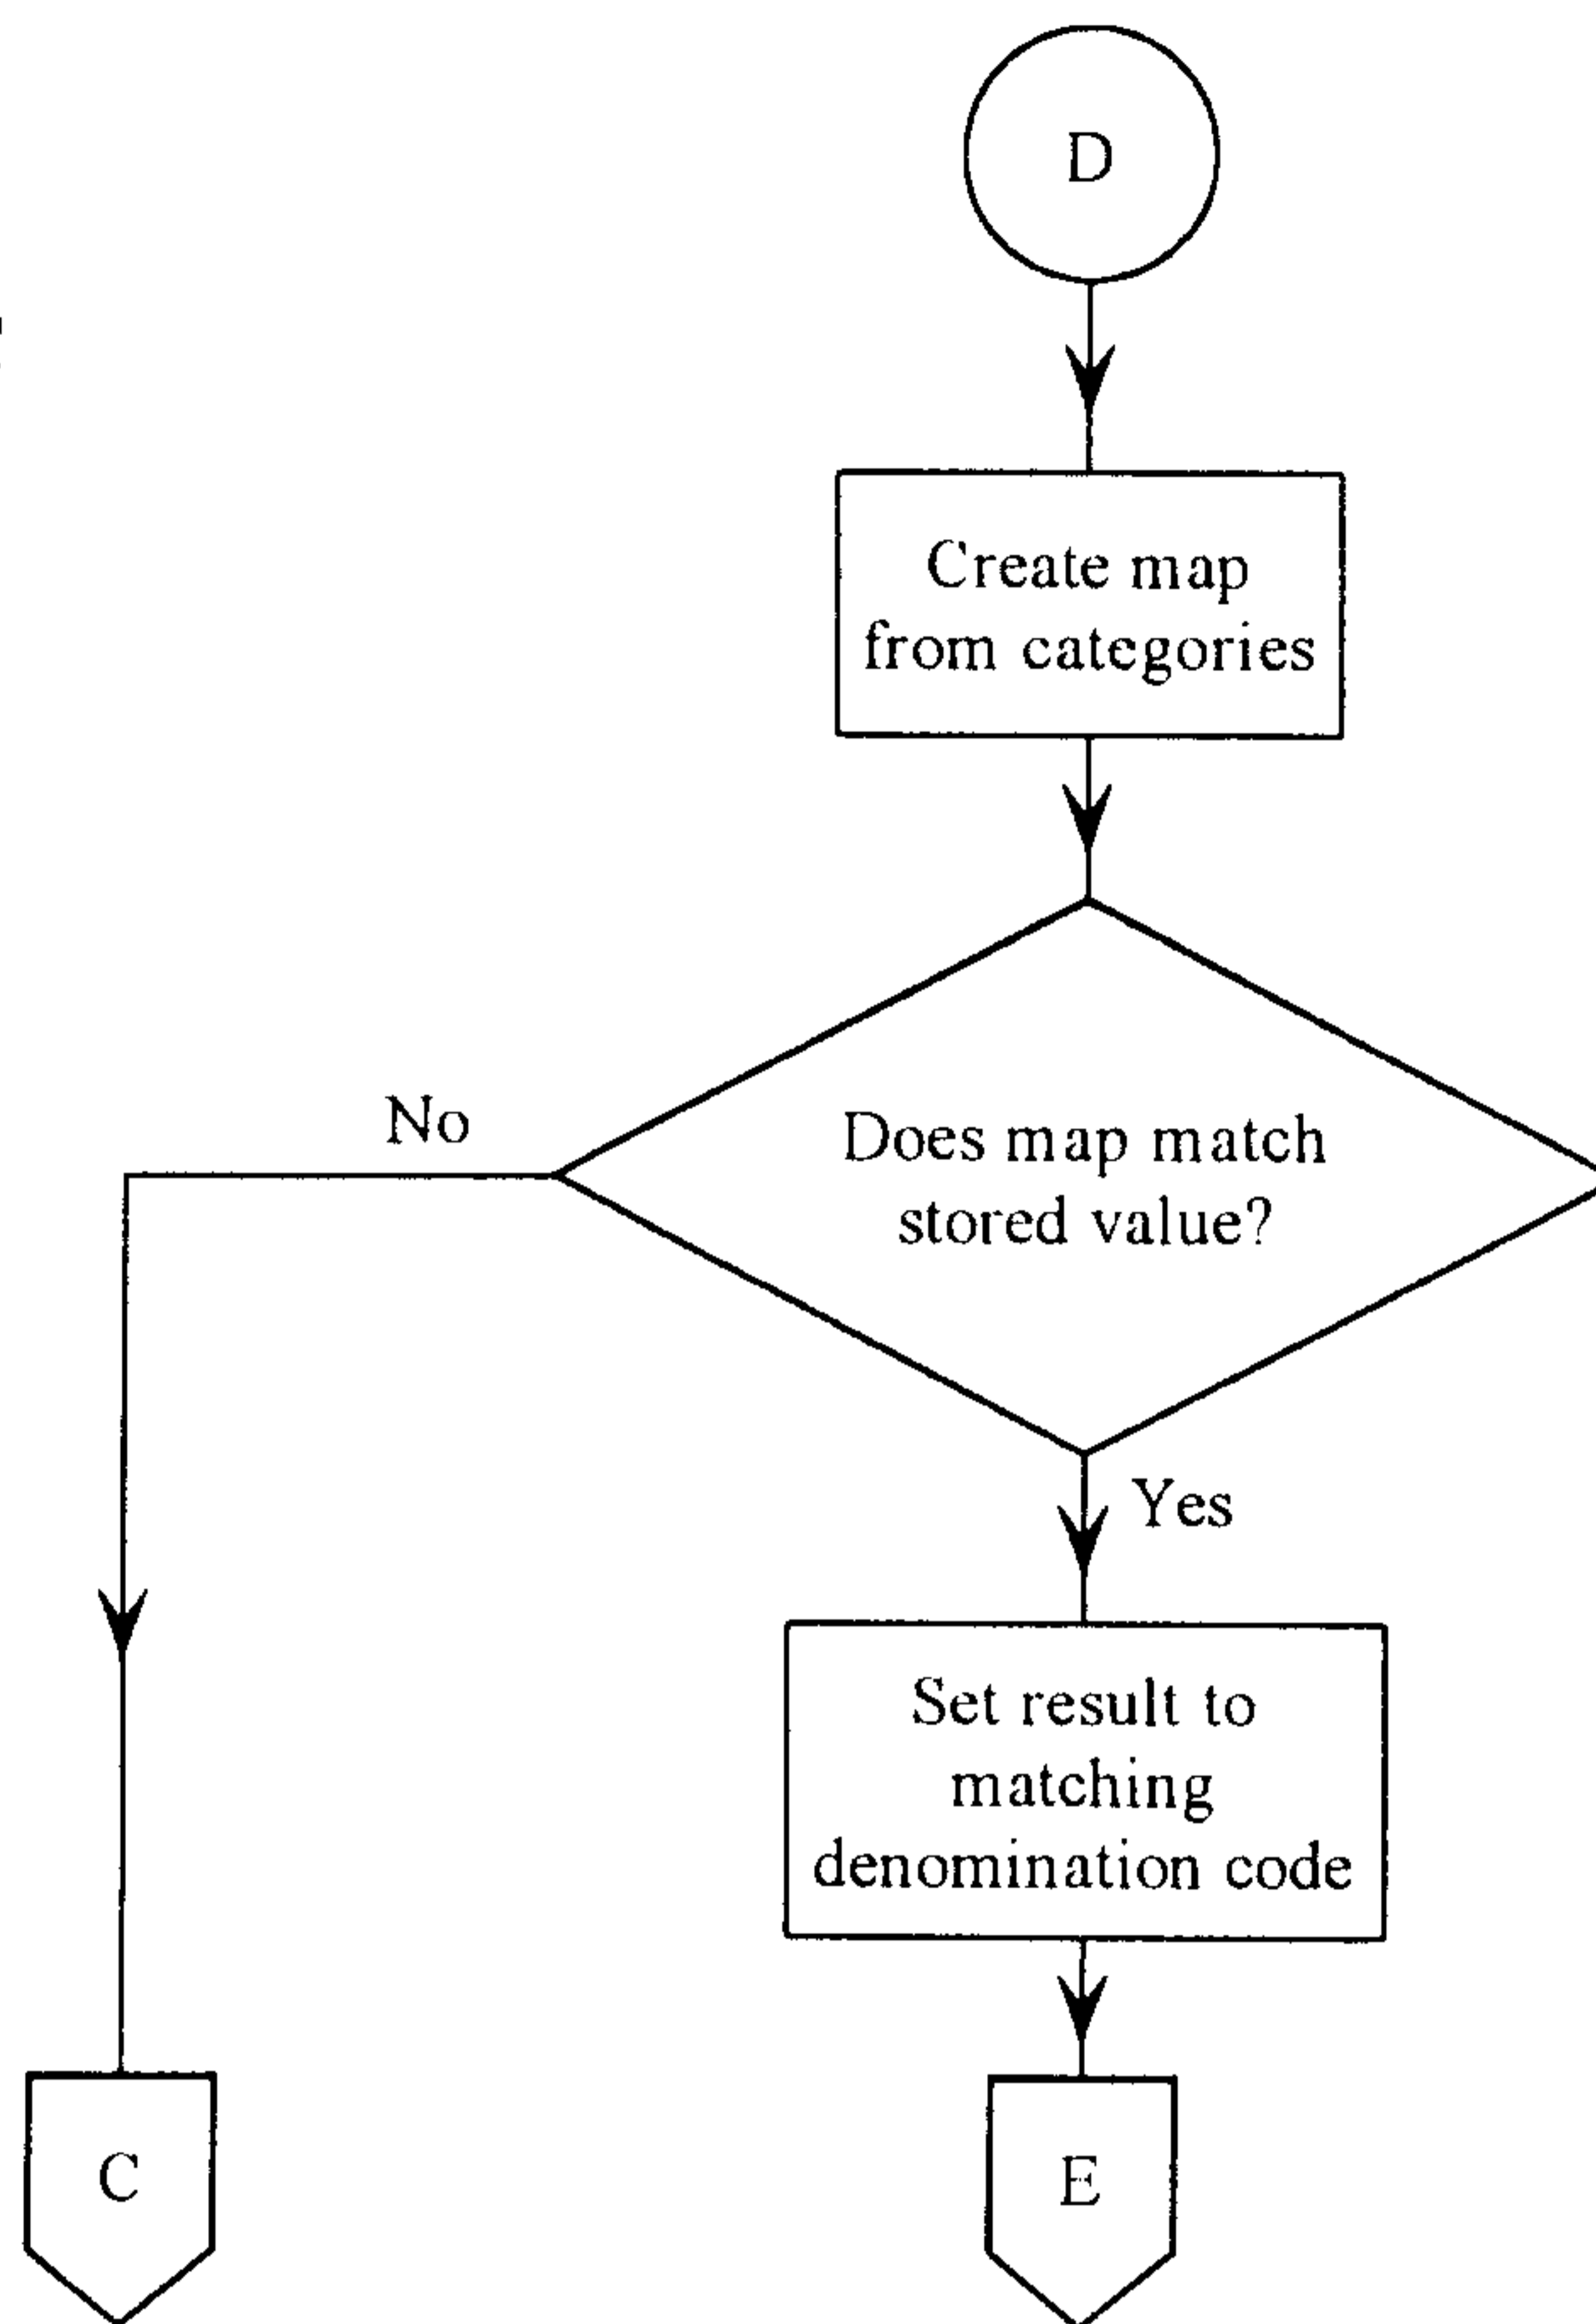 D
Create map
from categories
No
Does map match
stored value?
Yes
Set result to
matching
denomination code
C
E